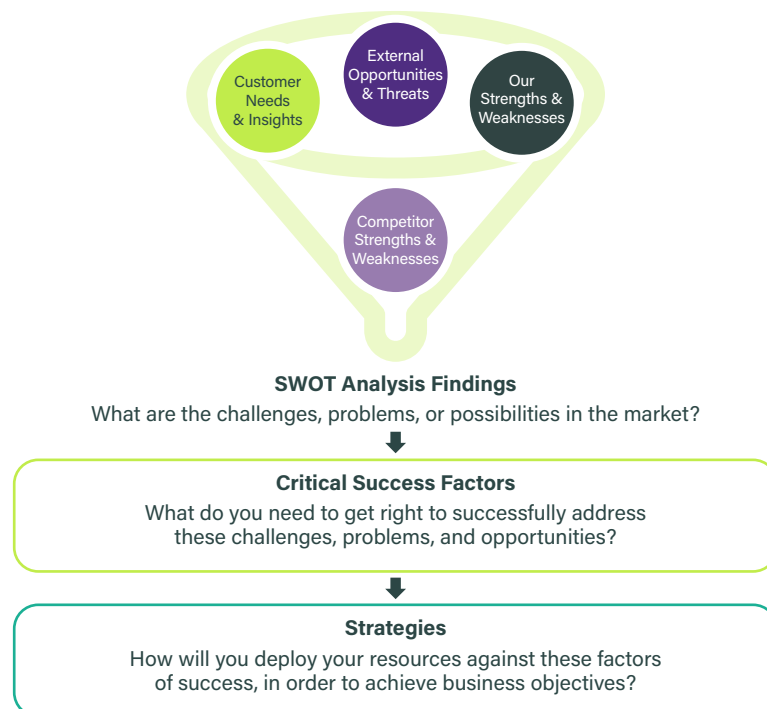 Customer
Needs
& Insights
External
Opportunities
& Threats
Our
Strengths &
Weaknesses
Competitor
Strengths &
Weaknesses
SWOT Analysis Findings
What are the challenges, problems, or possibilities in the market?
Critical Success Factors
What do you need to get right to successfully address
these challenges, problems, and opportunities?
Strategies
How will you deploy your resources against these factors
of success, in order to achieve business objectives?